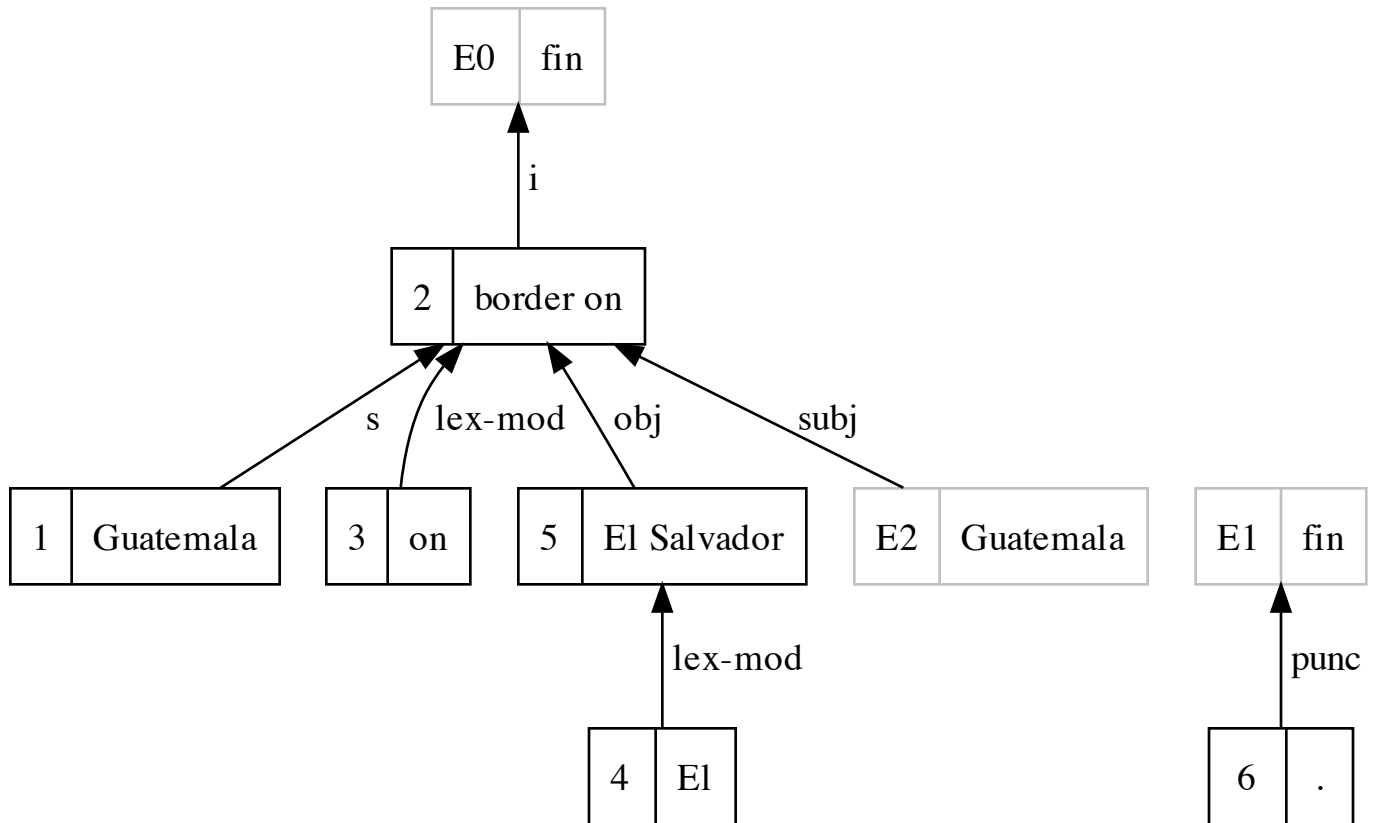 E0 fin
i
2 border on
s lex-mod obj subj
1 Guatemala 3 on 5 El Salvador E2 Guatemala E1 fin
lex-mod punc
4 El 6 .